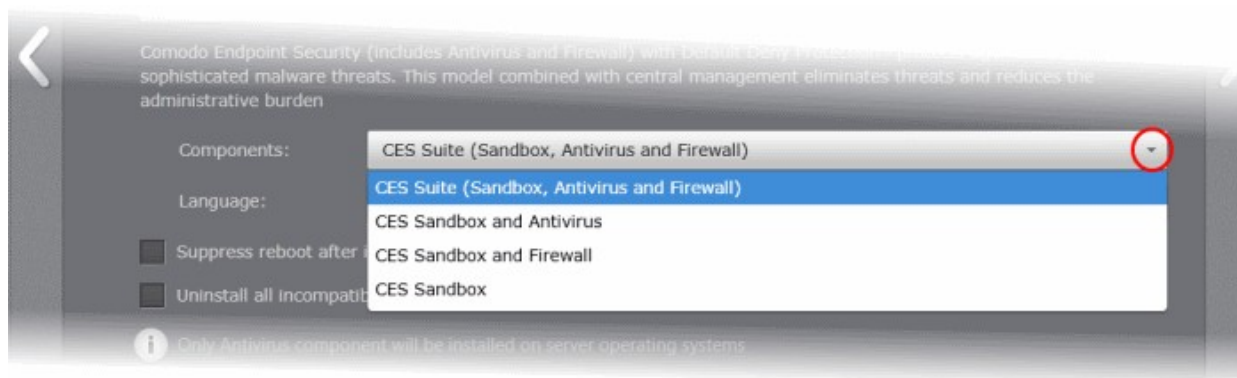 Comodo Endpoint Security (includes Antivirus and Firewall) with Default Deny
sophisticated malware threats. This model combined with central management eliminates threats and reduces the
administrative burden
Components:
CES Suite (Sandbox, Antivirus and Firewall)
CES Suite (Sandbox, Antivirus and Firewall)
Language:
CES Sandbox and Antivirus
Suppress reboot after
CES Sandbox and Firewall
Uninstall all incompatib
CES Sandbox
Only Antivirus component will be installed on server operating systems